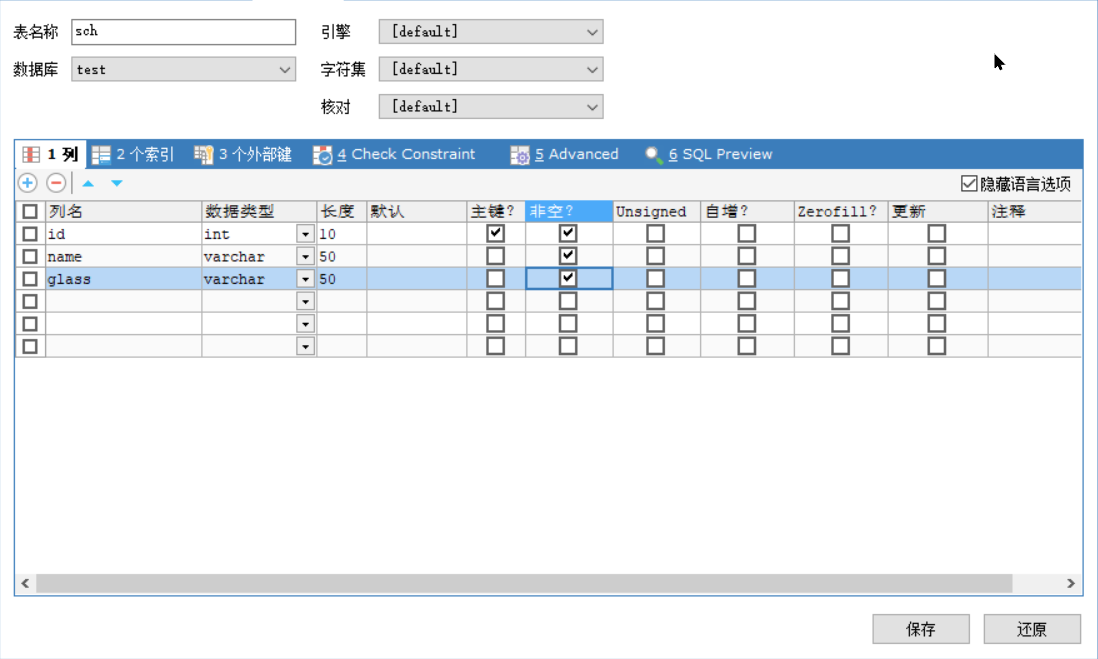 表名称 sch 引擎 [default]
数据库 test 字符集 [default]
核对 [default]
1 列 2 个索引 3 个外部键 4 Check Constraint 5 Advanced 6 SQL Preview
隐藏语言选项
列名 数据类型 长度 默认 主键? 非空? Unsigned 自增? Zerofill? 更新 注释
id int 10
name varchar 50
glass varchar 50
保存 还原